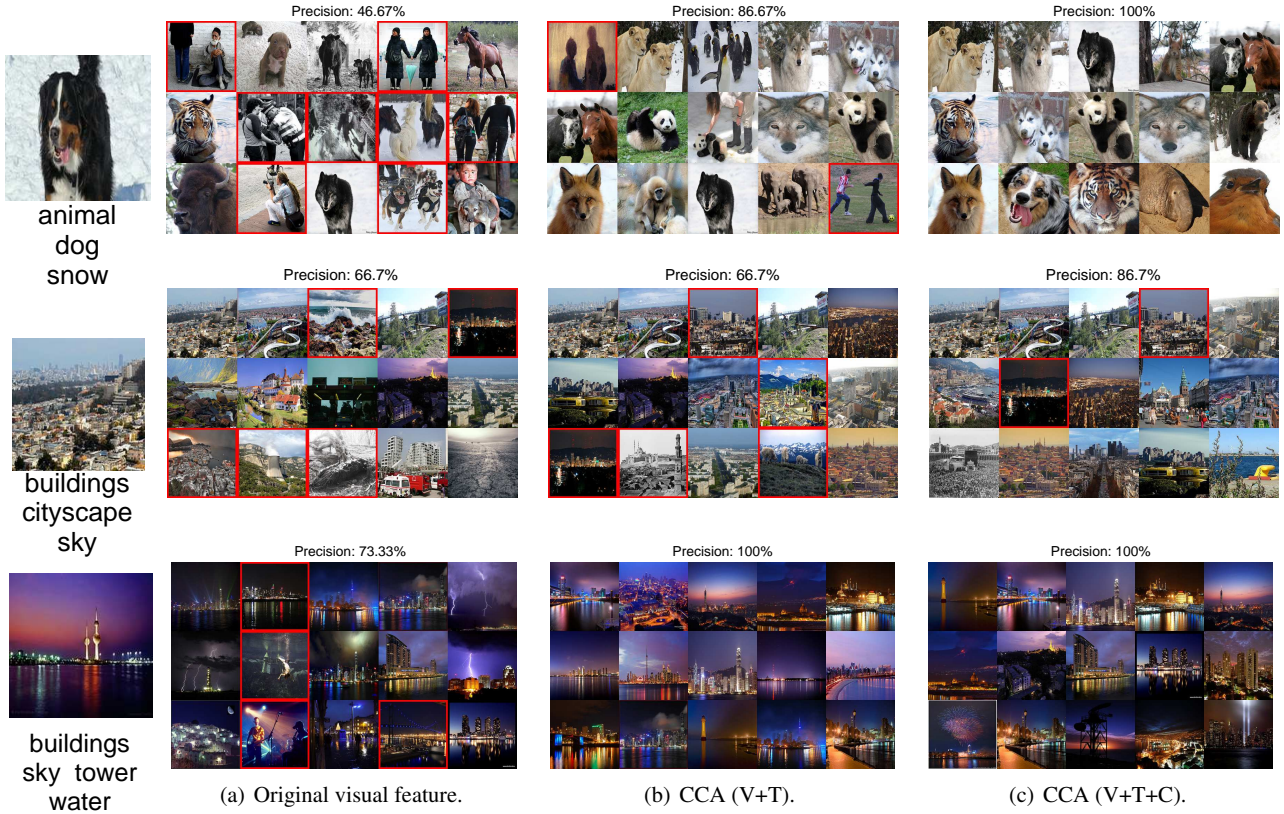 Precision: 46.67%
Precision: 86.67%
Precision: 100%
animal
dog
snow
Precision: 66.7%
Precision: 66.7%
Precision: 86.7%
buildings
cityscape
sky
Precision: 73.33%
Precision: 100%
Precision: 100%
buildings
sky tower
water
(a) Original visual feature.
(b) CCA (V+T).
(c) CCA (V+T+C).